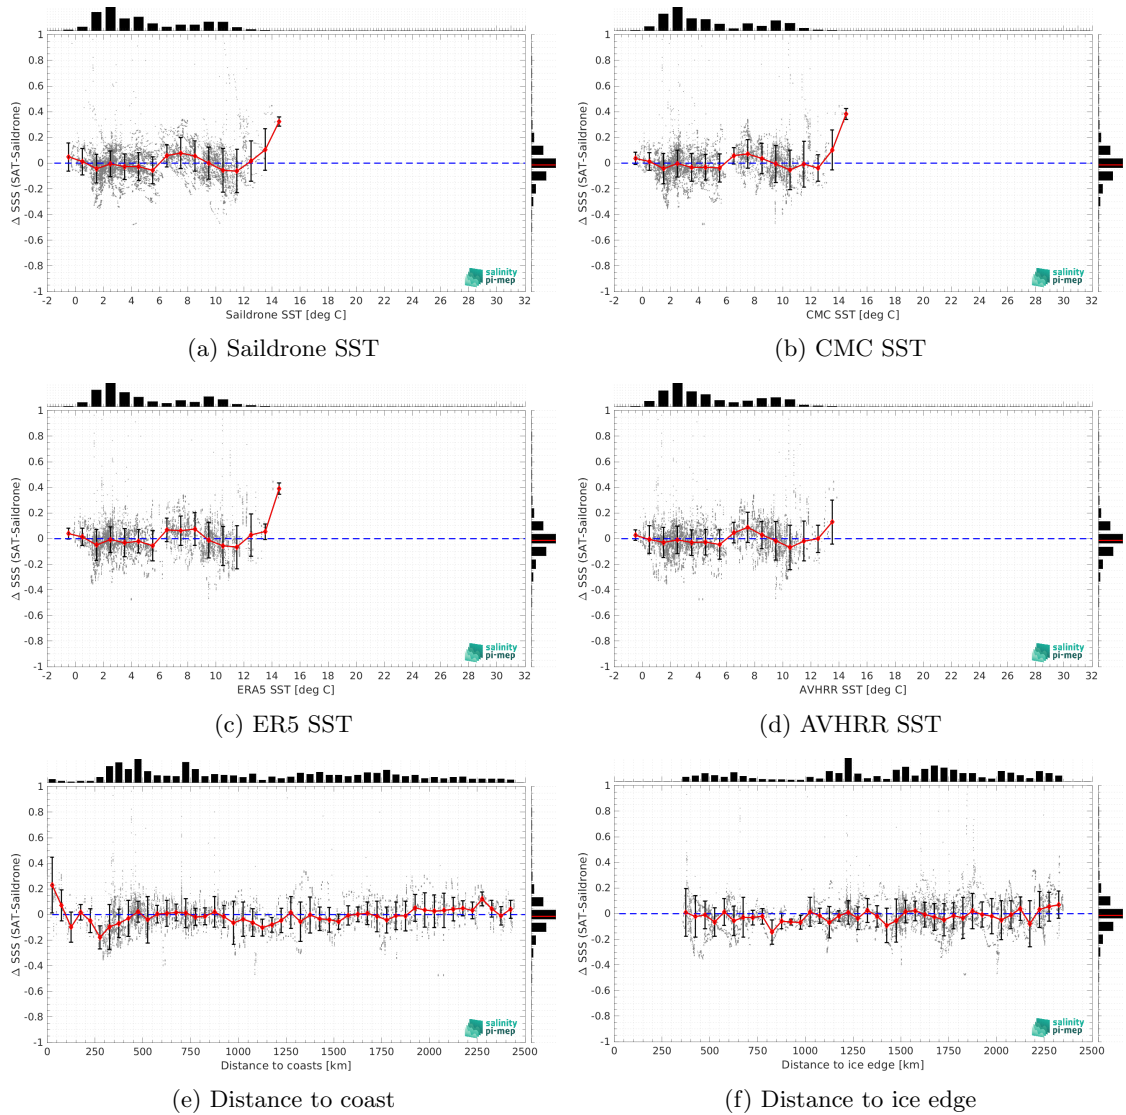 1
0.8
0.6
0.4
0.2
0
-0.2
-0.4
-0.6
-0.8
-1
Δ SSS (SAT-Saildrone)
salinity
pi-mep
-2 0 2 4 6 8 10 12 14 16 18 20 22 24 26 28 30 32
Saildrone SST [deg C]
(a) Saildrone SST
1
0.8
0.6
0.4
0.2
0
-0.2
-0.4
-0.6
-0.8
-1
Δ SSS (SAT-Saildrone)
salinity
pi-mep
-2 0 2 4 6 8 10 12 14 16 18 20 22 24 26 28 30 32
CMC SST [deg C]
(b) CMC SST
1
0.8
0.6
0.4
0.2
0
-0.2
-0.4
-0.6
-0.8
-1
Δ SSS (SAT-Saildrone)
salinity
pi-mep
-2 0 2 4 6 8 10 12 14 16 18 20 22 24 26 28 30 32
ERA5 SST [deg C]
(c) ER5 SST
1
0.8
0.6
0.4
0.2
0
-0.2
-0.4
-0.6
-0.8
-1
Δ SSS (SAT-Saildrone)
salinity
pi-mep
-2 0 2 4 6 8 10 12 14 16 18 20 22 24 26 28 30 32
AVHRR SST [deg C]
(d) AVHRR SST
1
0.8
0.6
0.4
0.2
0
-0.2
-0.4
-0.6
-0.8
-1
Δ SSS (SAT-Saildrone)
salinity
pi-mep
0 250 500 750 1000 1250 1500 1750 2000 2250 2500
Distance to coasts [km]
(e) Distance to coast
1
0.8
0.6
0.4
0.2
0
-0.2
-0.4
-0.6
-0.8
-1
Δ SSS (SAT-Saildrone)
salinity
pi-mep
0 250 500 750 1000 1250 1500 1750 2000 2250 2500
Distance to ice edge [km]
(f) Distance to ice edge